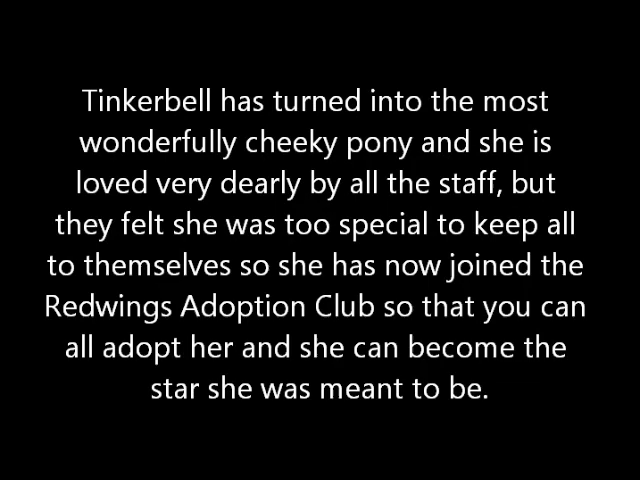 Tinkerbell has turned into the most
wonderfully cheeky pony and she is
loved very dearly by all the staff, but
they felt she was too special to keep all
to themselves so she has now joined the
Redwings Adoption Club so that you can
all adopt her and she can become the
star she was meant to be.